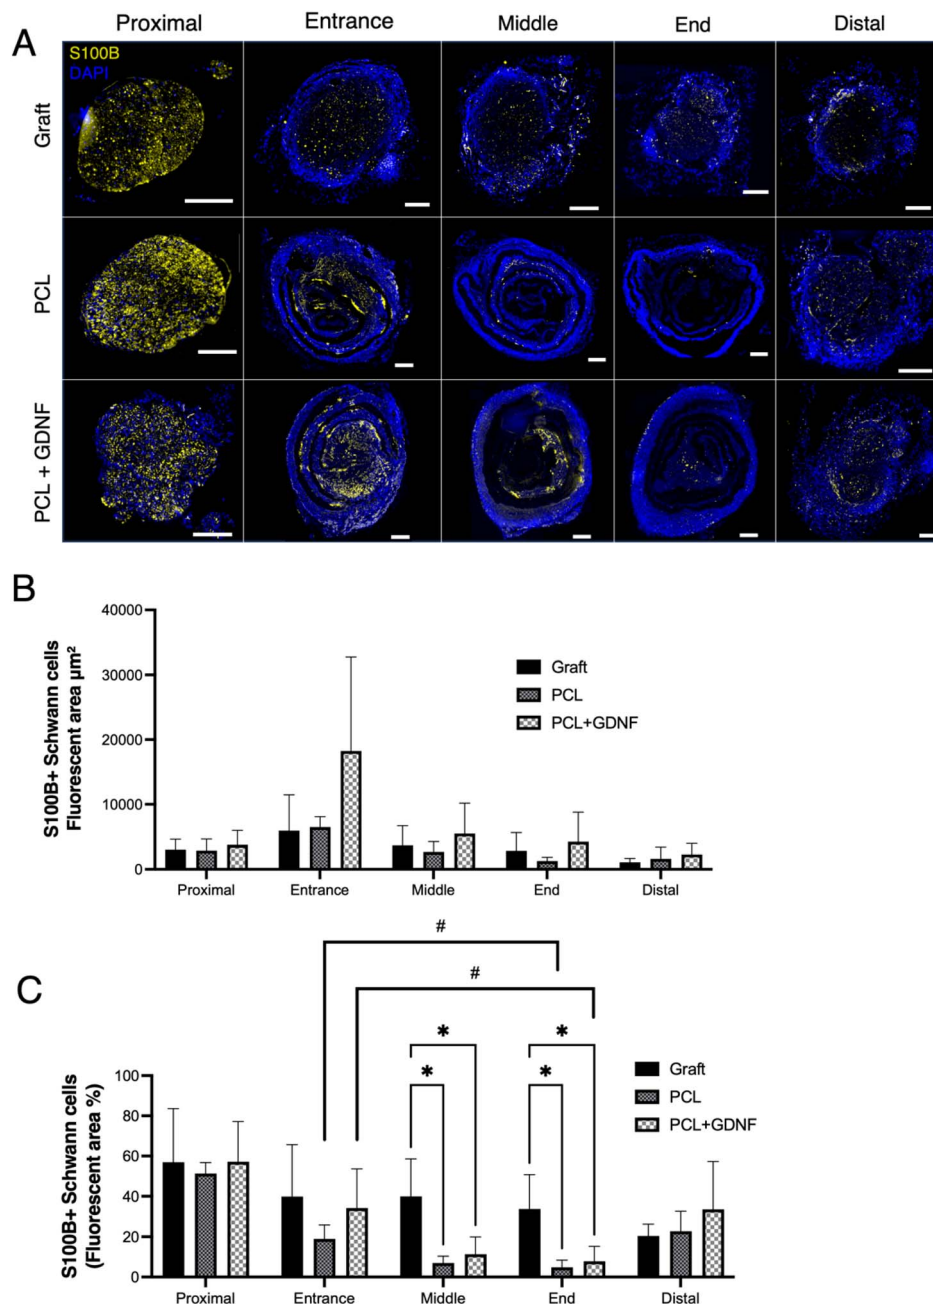 A
Proximal Entrance Middle End Distal
S100B
DAPI
Graft
PCL
PCL + GDNF
B
S100B+ Schwann cells
Fluorescent area µm²
40000
30000
20000
10000
0
Graft
PCL
PCL+GDNF
Proximal Entrance Middle End Distal
C
#
#
* *
* *
S100B+ Schwann cells
(Fluorescent area %)
100
80
60
40
20
0
Graft
PCL
PCL+GDNF
Proximal Entrance Middle End Distal